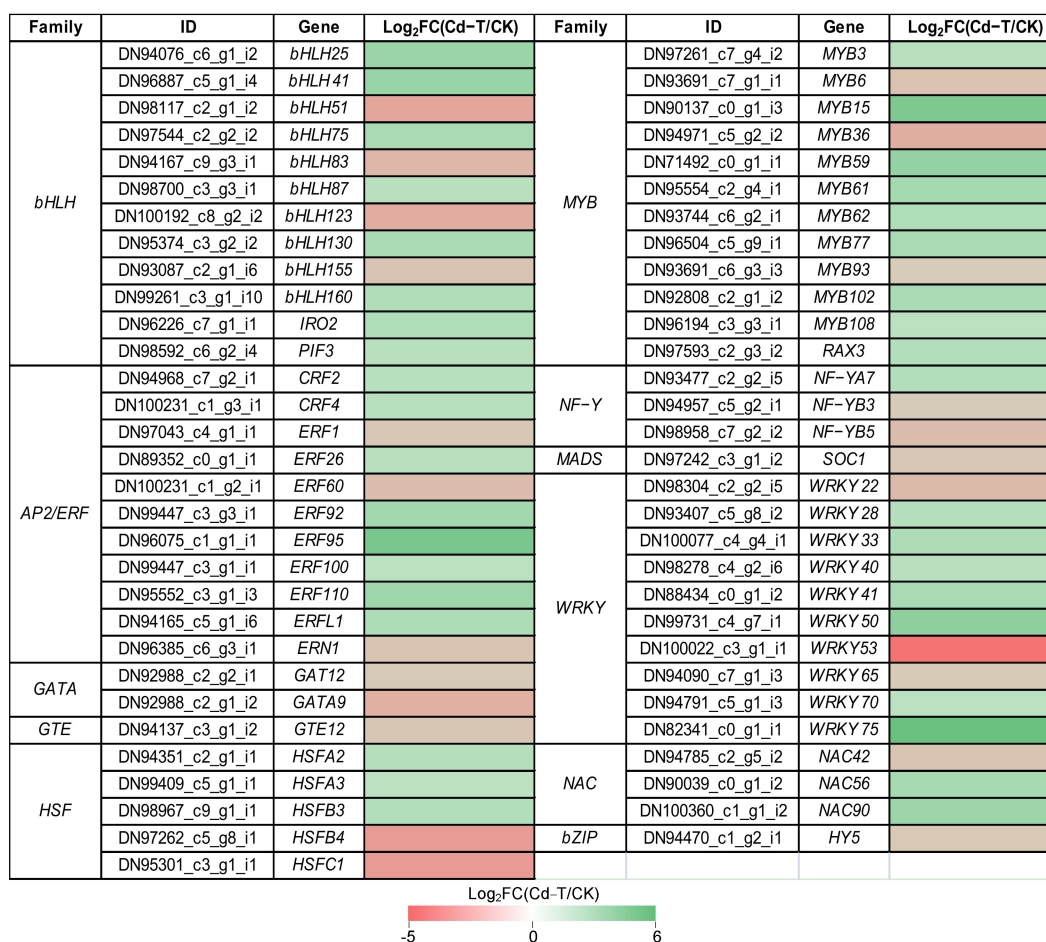 Family ID Gene Log₂FC(Cd−T/CK) Family ID Gene Log₂FC(Cd−T/CK)
bHLH DN94076_c6_g1_i2 bHLH25 MYB DN97261_c7_g4_i2 MYB3
DN96887_c5_g1_i4 bHLH41 DN93691_c7_g1_i1 MYB6
DN98117_c2_g1_i2 bHLH51 DN90137_c0_g1_i3 MYB15
DN97544_c2_g2_i2 bHLH75 DN94971_c5_g2_i2 MYB36
DN94167_c9_g3_i1 bHLH83 DN71492_c0_g1_i1 MYB59
DN98700_c3_g3_i1 bHLH87 DN95554_c2_g4_i1 MYB61
DN100192_c8_g2_i2 bHLH123 DN93744_c6_g2_i1 MYB62
DN95374_c3_g2_i2 bHLH130 DN96504_c5_g9_i1 MYB77
DN93087_c2_g1_i6 bHLH155 DN93691_c6_g3_i3 MYB93
DN99261_c3_g1_i10 bHLH160 DN92808_c2_g1_i2 MYB102
DN96226_c7_g1_i1 IRO2 DN96194_c3_g3_i1 MYB108
DN98592_c6_g2_i4 PIF3 DN97593_c2_g3_i2 RAX3
AP2/ERF DN94968_c7_g2_i1 CRF2 NF−Y DN93477_c2_g2_i5 NF−YA7
DN100231_c1_g3_i1 CRF4 DN94957_c5_g2_i1 NF−YB3
DN97043_c4_g1_i1 ERF1 DN98958_c7_g2_i2 NF−YB5
DN89352_c0_g1_i1 ERF26 MADS DN97242_c3_g1_i2 SOC1
DN100231_c1_g2_i1 ERF60 WRKY DN98304_c2_g2_i5 WRKY22
DN99447_c3_g3_i1 ERF92 DN93407_c5_g8_i2 WRKY28
DN96075_c1_g1_i1 ERF95 DN100077_c4_g4_i1 WRKY33
DN99447_c3_g1_i1 ERF100 DN98278_c4_g2_i6 WRKY40
DN95552_c3_g1_i3 ERF110 DN88434_c0_g1_i2 WRKY41
DN94165_c5_g1_i6 ERFL1 DN99731_c4_g7_i1 WRKY50
DN96385_c6_g3_i1 ERN1 DN100022_c3_g1_i1 WRKY53
GATA DN92988_c2_g2_i1 GAT12 DN94090_c7_g1_i3 WRKY65
DN92988_c2_g1_i2 GATA9 DN94791_c5_g1_i3 WRKY70
GTE DN94137_c3_g1_i2 GTE12 DN82341_c0_g1_i1 WRKY75
HSF DN94351_c2_g1_i1 HSFA2 NAC DN94785_c2_g5_i2 NAC42
DN99409_c5_g1_i1 HSFA3 DN90039_c0_g1_i2 NAC56
DN98967_c9_g1_i1 HSFB3 DN100360_c1_g1_i2 NAC90
DN97262_c5_g8_i1 HSFB4 bZIP DN94470_c1_g2_i1 HY5
DN95301_c3_g1_i1 HSFC1
Log₂FC(Cd−T/CK)
-5 0 6